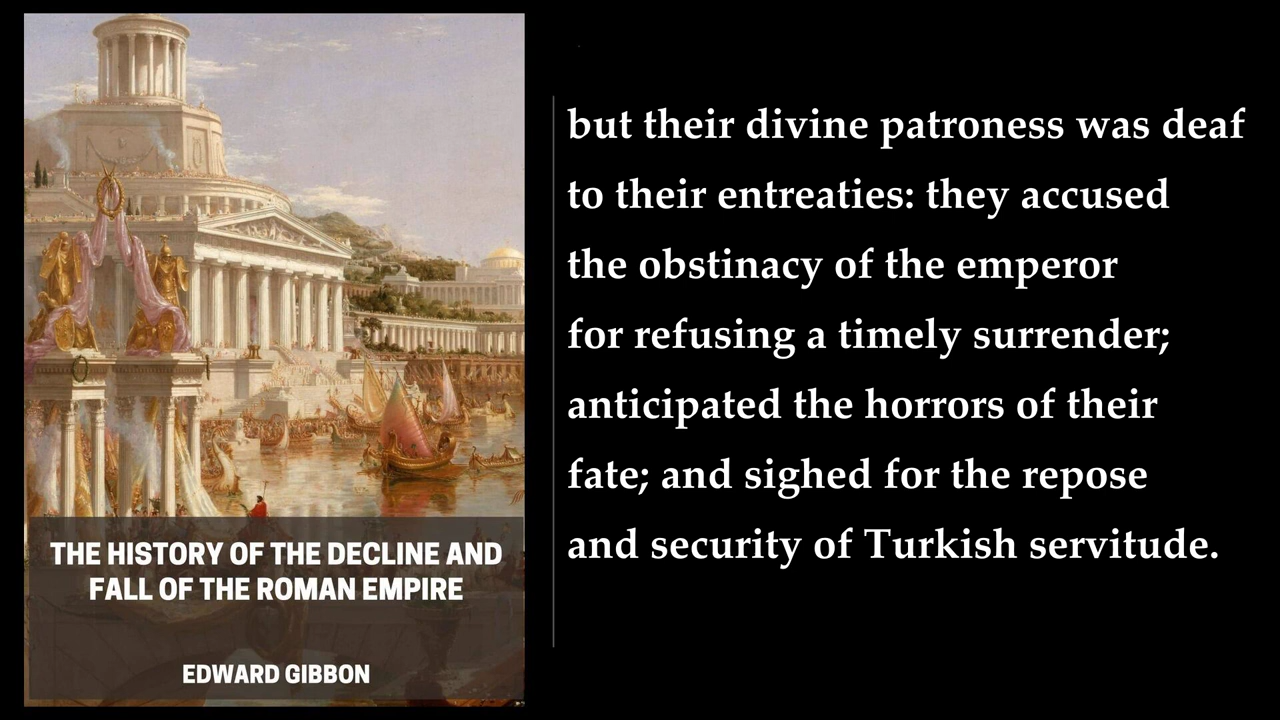 THE HISTORY OF THE DECLINE AND
FALL OF THE ROMAN EMPIRE
EDWARD GIBBON
but their divine patroness was deaf
to their entreaties: they accused
the obstinacy of the emperor
for refusing a timely surrender;
anticipated the horrors of their
fate; and sighed for the repose
and security of Turkish servitude.